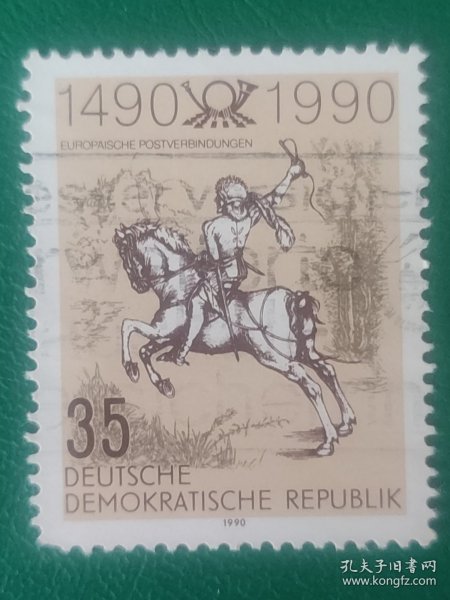 1490 1990
EUROPÄISCHE POSTVERBINDUNGEN
35
DEUTSCHE
DEMOKRATISCHE REPUBLIK
1990
孔夫子旧书网
www.kongfz.com